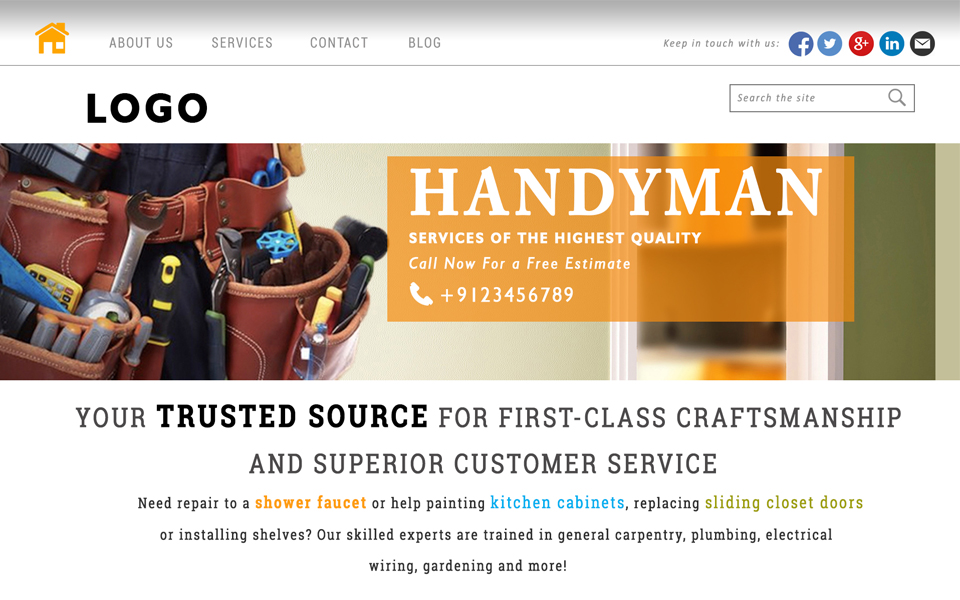 ABOUT US SERVICES CONTACT BLOG Keep in touch with us: f g+ in
LOGO
Search the site
HANDYMAN
SERVICES OF THE HIGHEST QUALITY
Call Now For a Free Estimate
+9123456789
YOUR TRUSTED SOURCE FOR FIRST-CLASS CRAFTSMANSHIP
AND SUPERIOR CUSTOMER SERVICE
Need repair to a shower faucet or help painting kitchen cabinets, replacing sliding closet doors
or installing shelves? Our skilled experts are trained in general carpentry, plumbing, electrical
wiring, gardening and more!